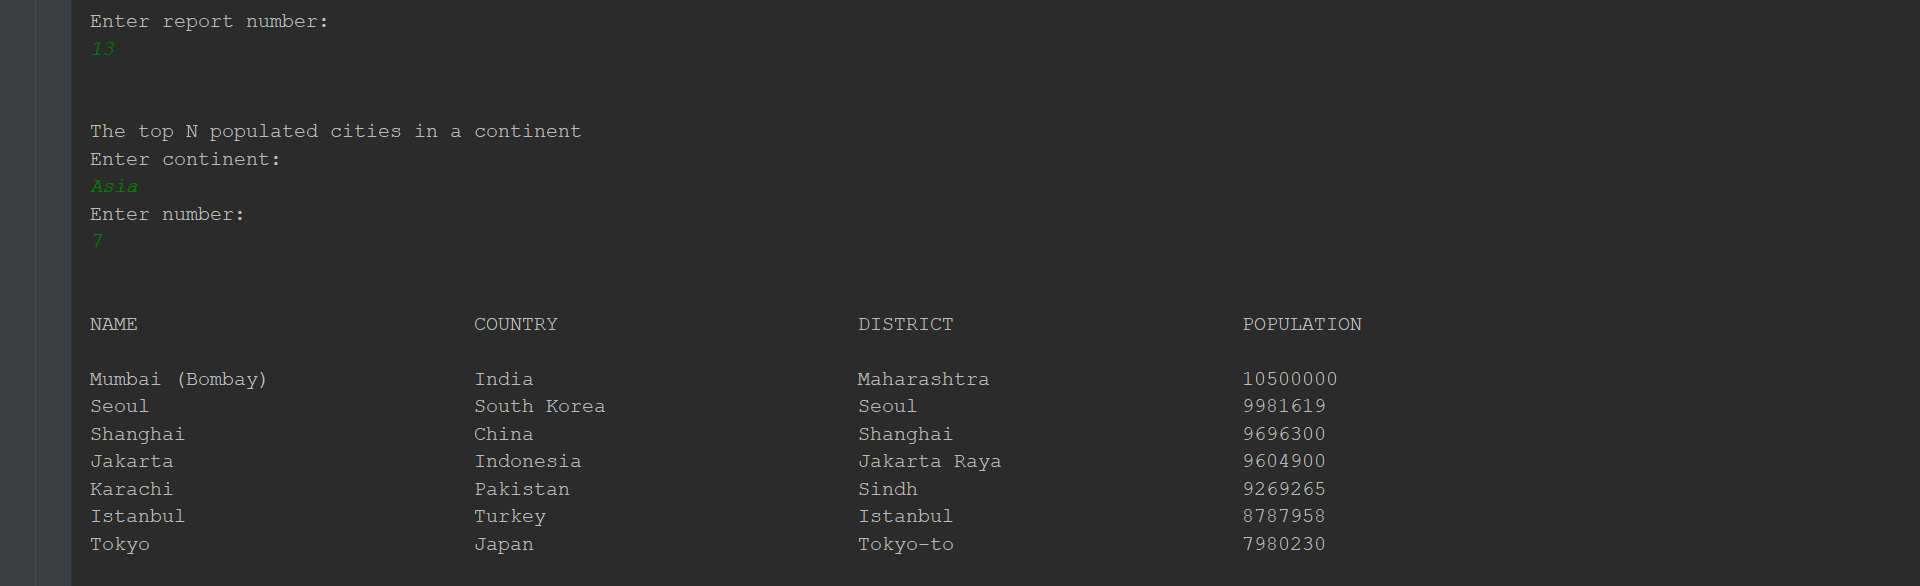 Enter report number:
13
The top N populated cities in a continent
Enter continent:
Asia
Enter number:
7
NAME COUNTRY DISTRICT POPULATION
Mumbai (Bombay) India Maharashtra 10500000
Seoul South Korea Seoul 9981619
Shanghai China Shanghai 9696300
Jakarta Indonesia Jakarta Raya 9604900
Karachi Pakistan Sindh 9269265
Istanbul Turkey Istanbul 8787958
Tokyo Japan Tokyo-to 7980230